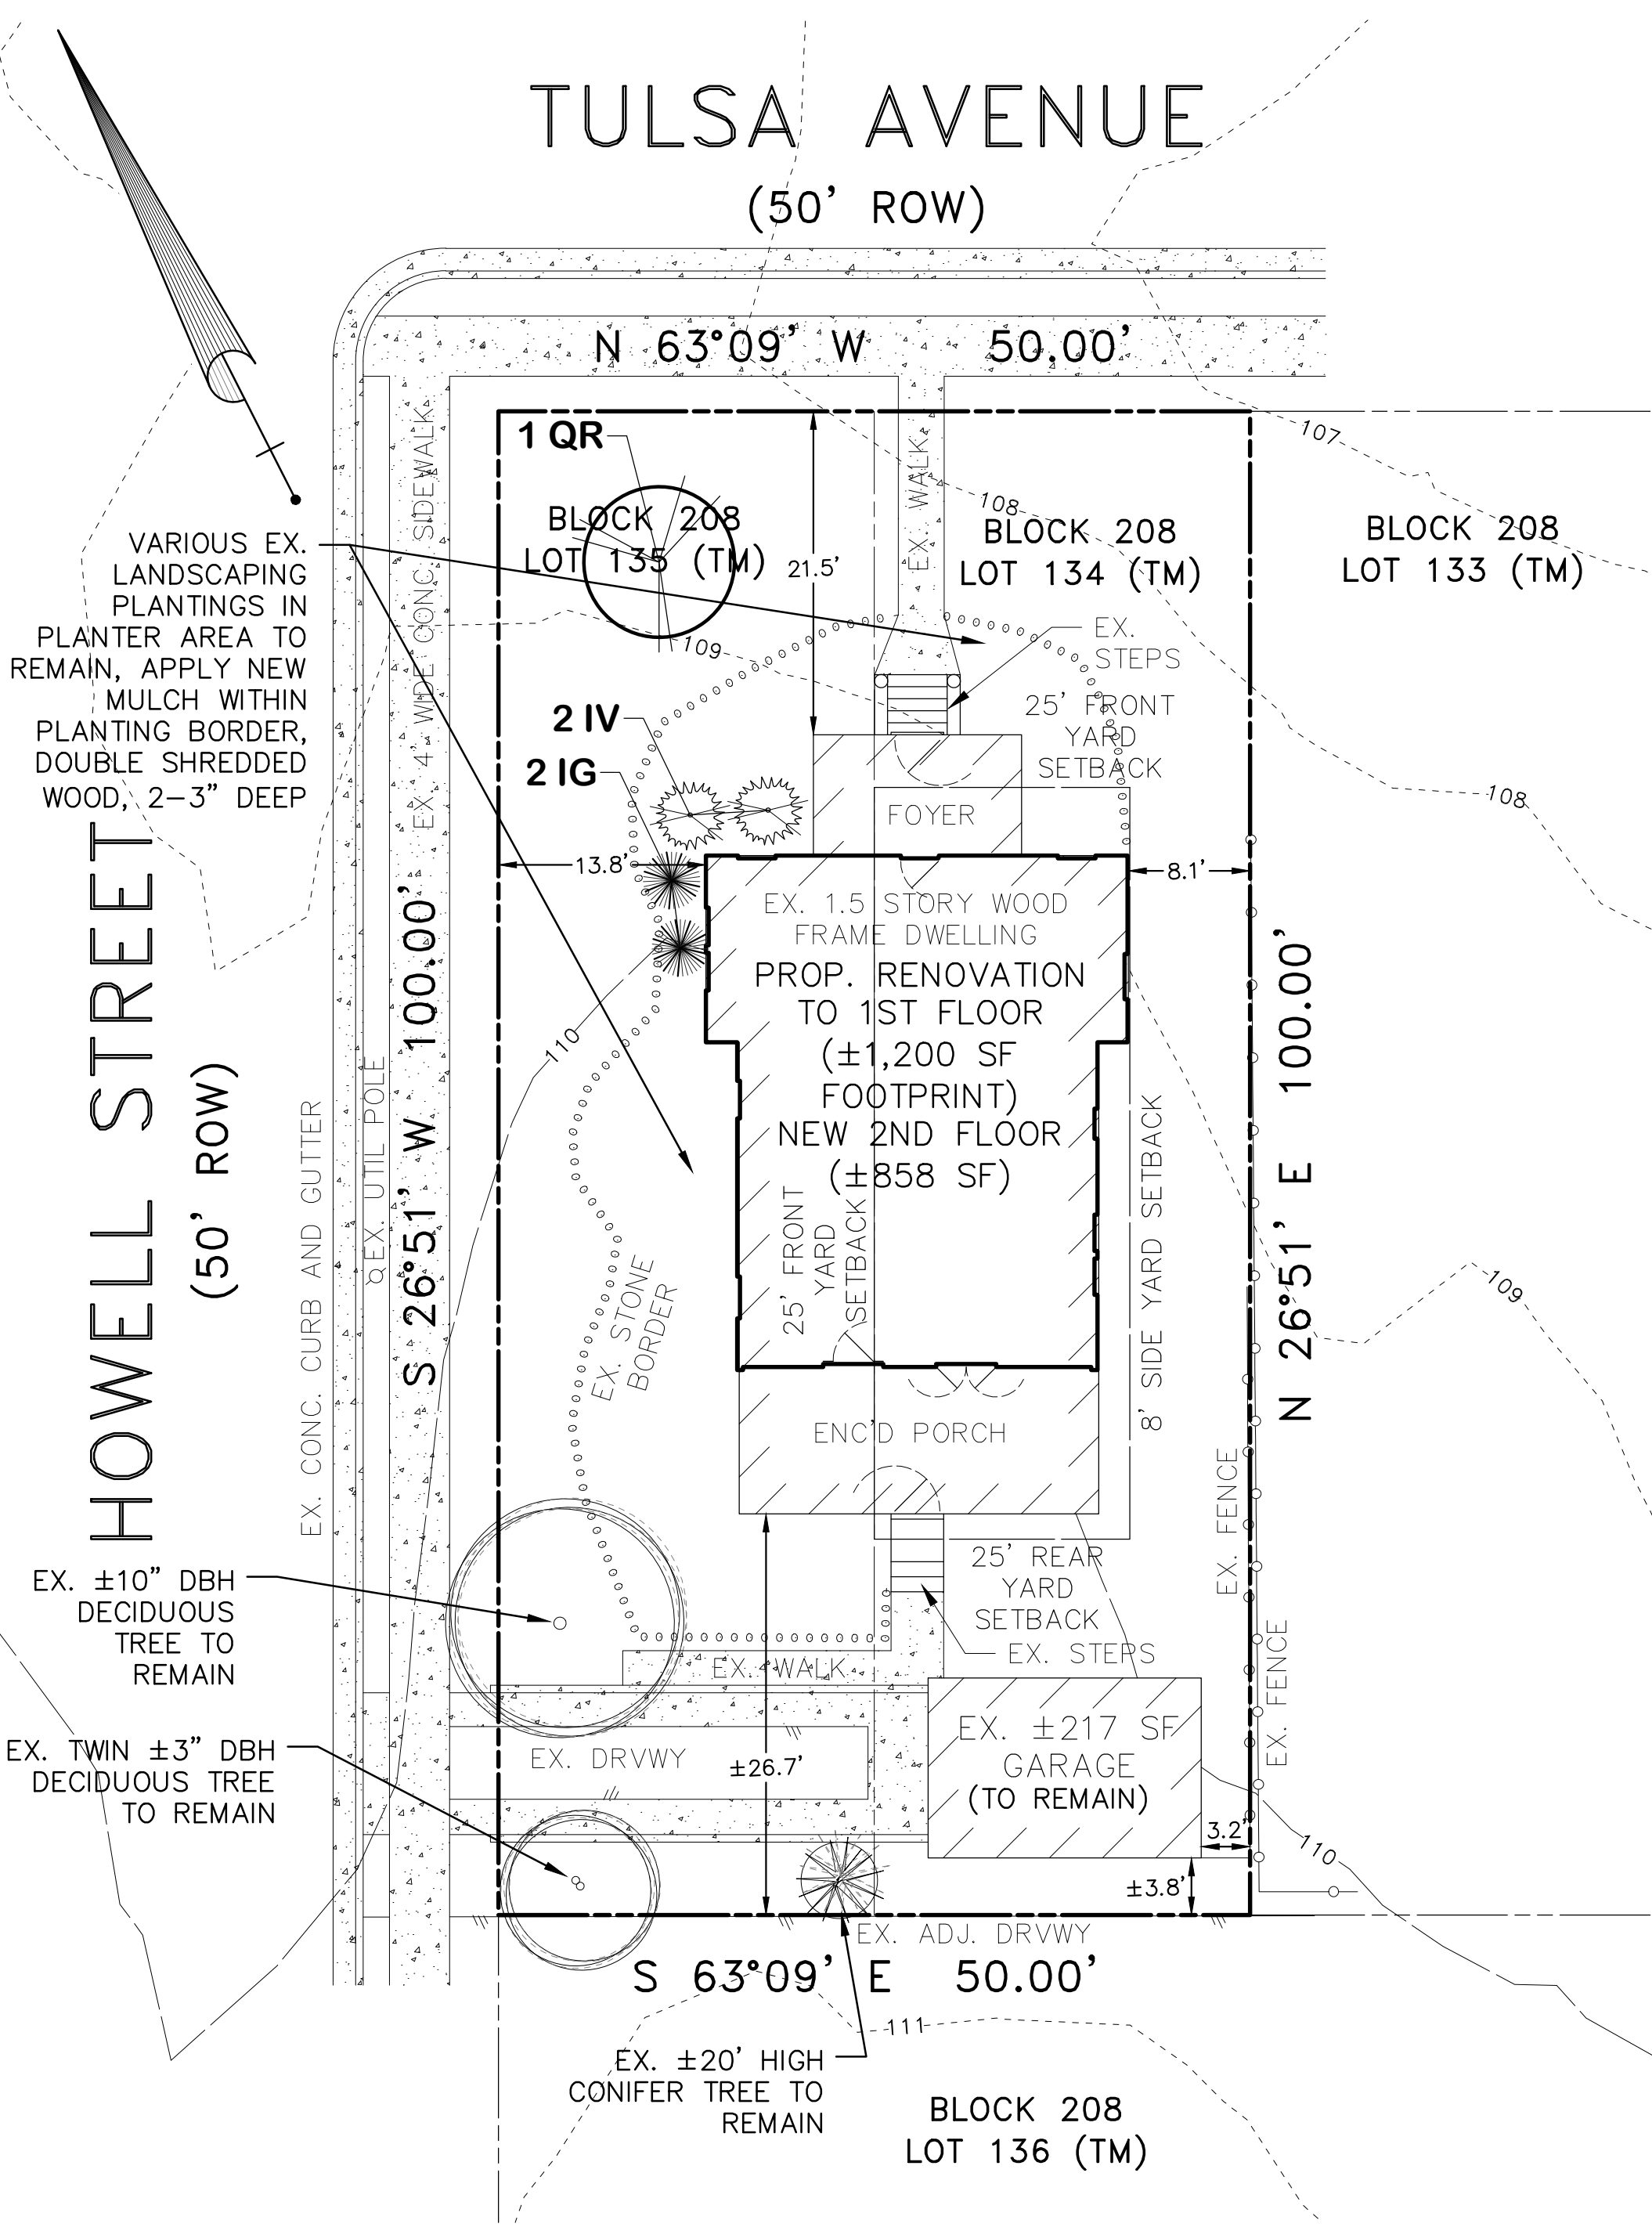 TULSA AVENUE
(50' ROW)
N 63°09' W 50.00'
1 QR
BLOCK 208
LOT 135 (TM)
21.5'
EX. WALK
108
BLOCK 208
LOT 134 (TM)
107
BLOCK 208
LOT 133 (TM)
VARIOUS EX.
LANDSCAPING
PLANTINGS IN
PLANTER AREA TO
REMAIN, APPLY NEW
MULCH WITHIN
PLANTING BORDER,
DOUBLE SHREDDED
WOOD, 2-3" DEEP
EX. 4' WIDE CONC. SIDEWALK
109
EX.
STEPS
25' FRONT
YARD
SETBACK
2 IV
2 IG
FOYER
108
13.8'
8.1'
EX. 1.5 STORY WOOD
FRAME DWELLING
PROP. RENOVATION
TO 1ST FLOOR
(±1,200 SF
FOOTPRINT)
NEW 2ND FLOOR
(±858 SF)
110
HOWELL STREET
(50' ROW)
EX. CONC. CURB AND GUTTER
EX. UTIL POLE
S 26°51' W 100.00'
EX. STONE
BORDER
25' FRONT
YARD
SETBACK
8' SIDE YARD SETBACK
N 26°51' E 100.00'
109
ENC'D PORCH
EX. FENCE
EX. FENCE
EX. ±10" DBH
DECIDUOUS
TREE TO
REMAIN
25' REAR
YARD
SETBACK
EX. STEPS
EX. WALK
EX. TWIN ±3" DBH
DECIDUOUS TREE
TO REMAIN
EX. DRVWY
±26.7'
EX. ±217 SF
GARAGE
(TO REMAIN)
3.2'
110
±3.8'
EX. ADJ. DRVWY
S 63°09' E 50.00'
111
EX. ±20' HIGH
CONIFER TREE TO
REMAIN
BLOCK 208
LOT 136 (TM)